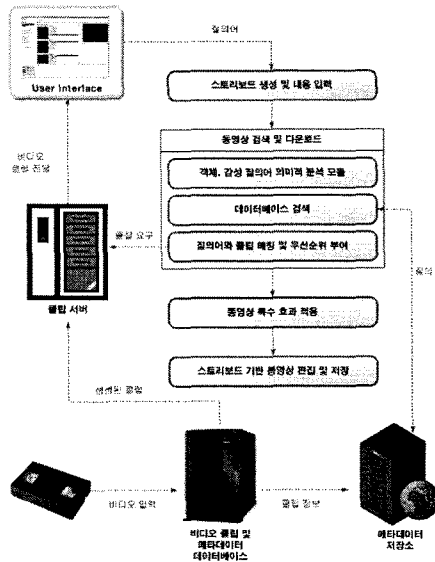 질의어
User Interface
스토리보드 생성 및 내용 입력
동영상 검색 및 다운로드
객체, 감성 질의어 의미적 분석 모듈
비디오
클립 전송
데이터베이스 검색
클립 요구
질의어와 클립 매핑 및 우선순위 부여
질의
클립 서버
동영상 특수 효과 적용
스토리보드 기반 동영상 편집 및 저장
생성된 클립
비디오 입력
클립 정보
비디오 클립 및
메타데이터
데이터베이스
메타데이터
저장소